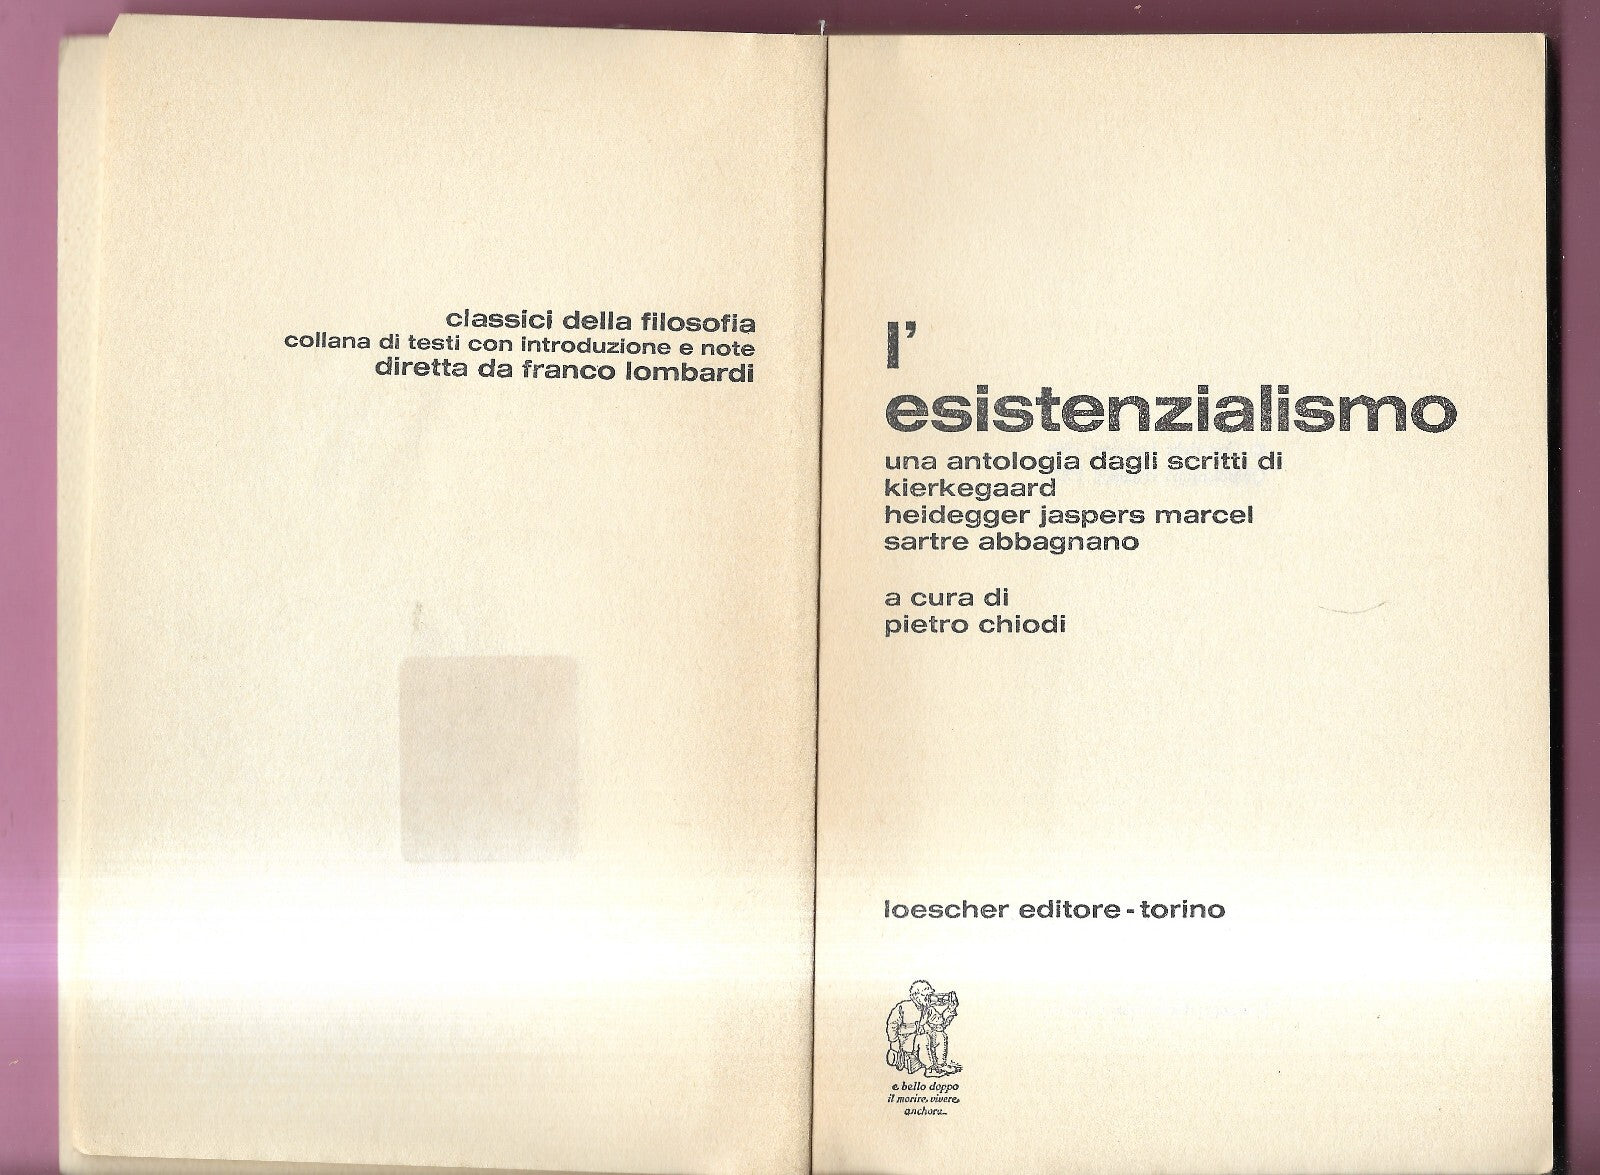 classici della filosofia
collana di testi con introduzione e note
diretta da franco lombardi
l'
esistenzialismo
una antologia dagli scritti di
kierkegaard
heidegger jaspers marcel
sartre abbagnano
a cura di
pietro chiodi
loescher editore - torino
e bello doppo
il morire, vivere,
anchora..